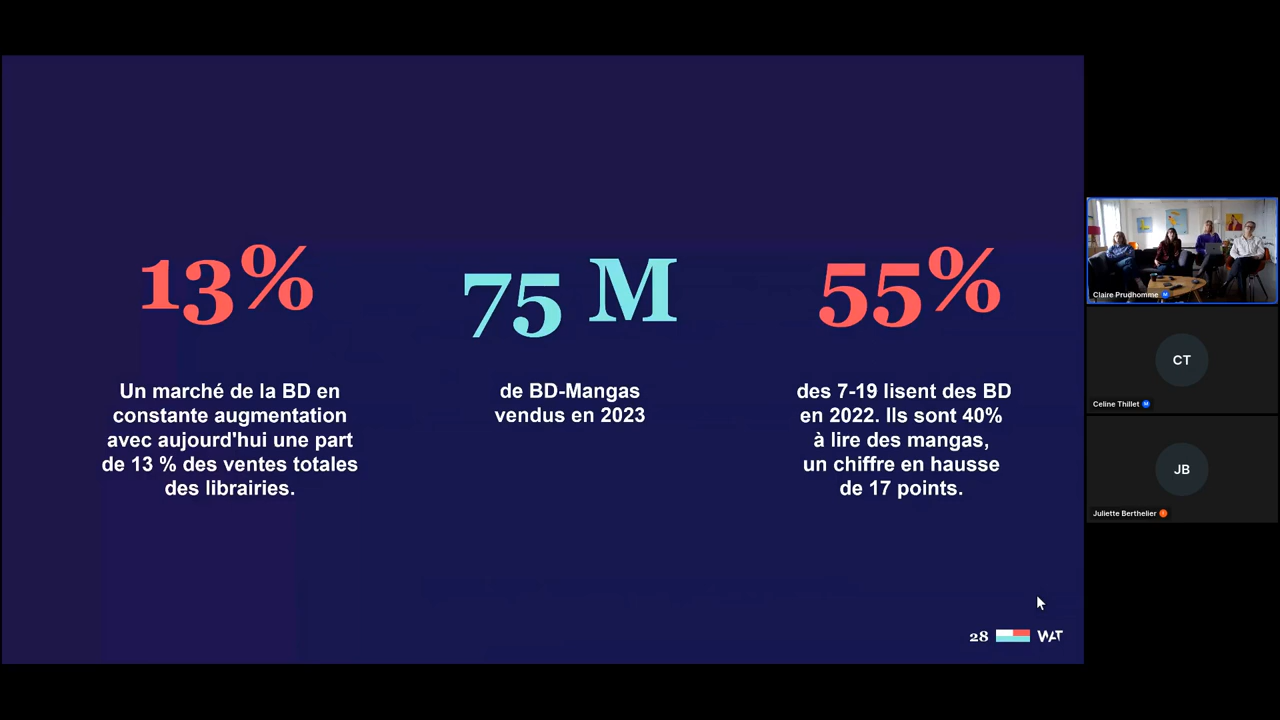 13%
Un marché de la BD en
constante augmentation
avec aujourd'hui une part
de 13 % des ventes totales
des librairies.
75 M
de BD-Mangas
vendus en 2023
55%
des 7-19 lisent des BD
en 2022. Ils sont 40%
à lire des mangas,
un chiffre en hausse
de 17 points.
28 WAT
Claire Prudhomme
CT
Celine Thillet
JB
Juliette Berthelier